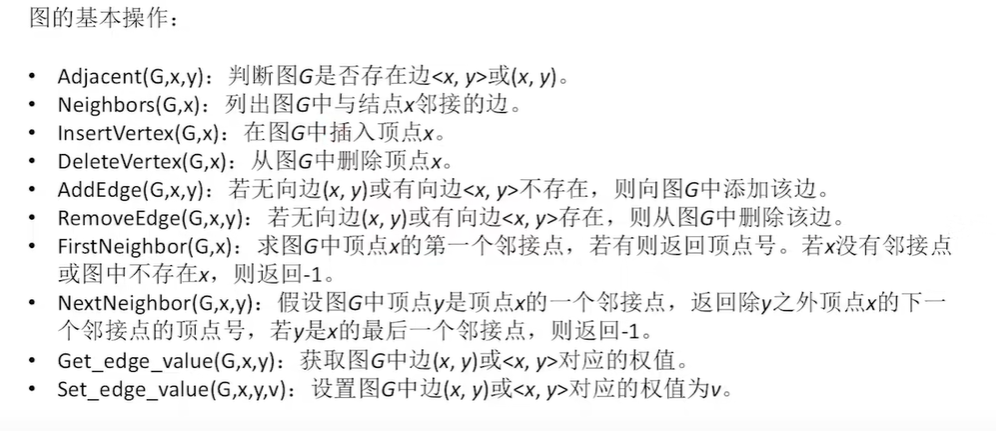 图的基本操作：
• Adjacent(G,x,y)：判断图G是否存在边<x, y>或(x, y)。
• Neighbors(G,x)：列出图G中与结点x邻接的边。
• InsertVertex(G,x)：在图G中插入顶点x。
• DeleteVertex(G,x)：从图G中删除顶点x。
• AddEdge(G,x,y)：若无向边(x, y)或有向边<x, y>不存在，则向图G中添加该边。
• RemoveEdge(G,x,y)：若无向边(x, y)或有向边<x, y>存在，则从图G中删除该边。
• FirstNeighbor(G,x)：求图G中顶点x的第一个邻接点，若有则返回顶点号。若x没有邻接点
或图中不存在x，则返回-1。
• NextNeighbor(G,x,y)：假设图G中顶点y是顶点x的一个邻接点，返回除y之外顶点x的下一
个邻接点的顶点号，若y是x的最后一个邻接点，则返回-1。
• Get_edge_value(G,x,y)：获取图G中边(x, y)或<x, y>对应的权值。
• Set_edge_value(G,x,y,v)：设置图G中边(x, y)或<x, y>对应的权值为v。